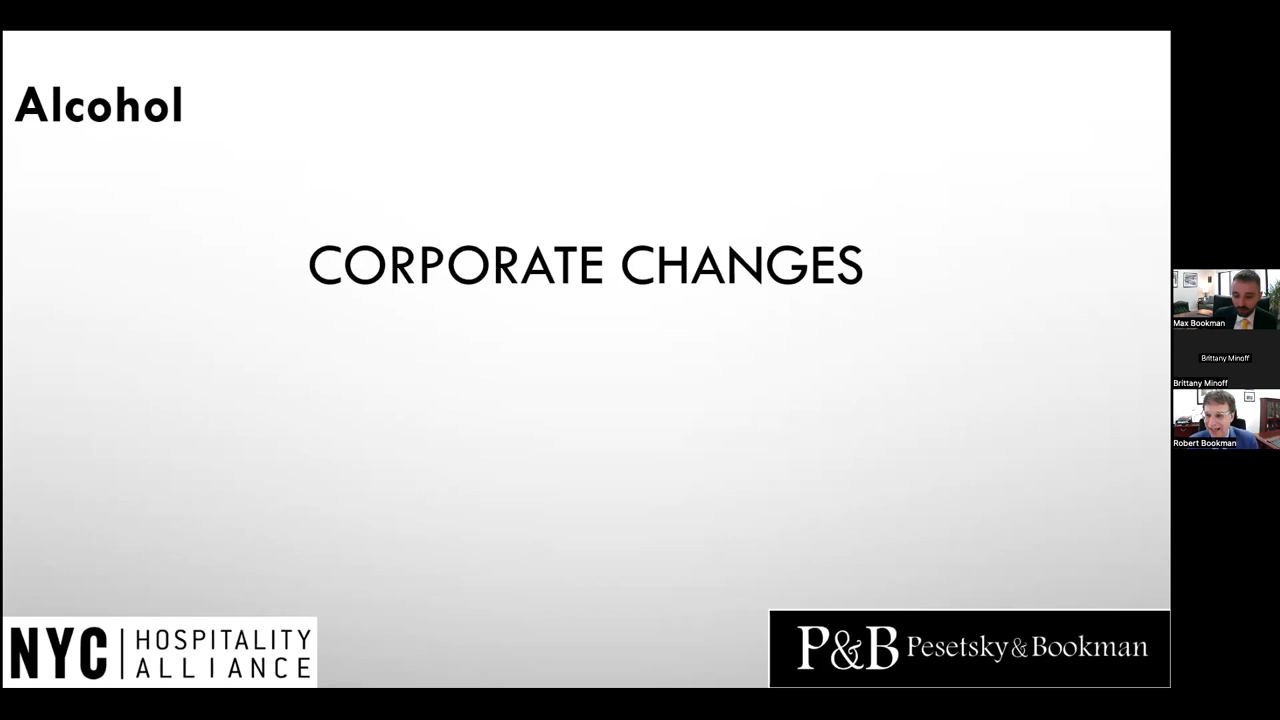 Alcohol
CORPORATE CHANGES
Max Bookman
Brittany Minoff
Brittany Minoff
Robert Bookman
NYC HOSPITALITY
ALLIANCE
P&B Pesetsky & Bookman